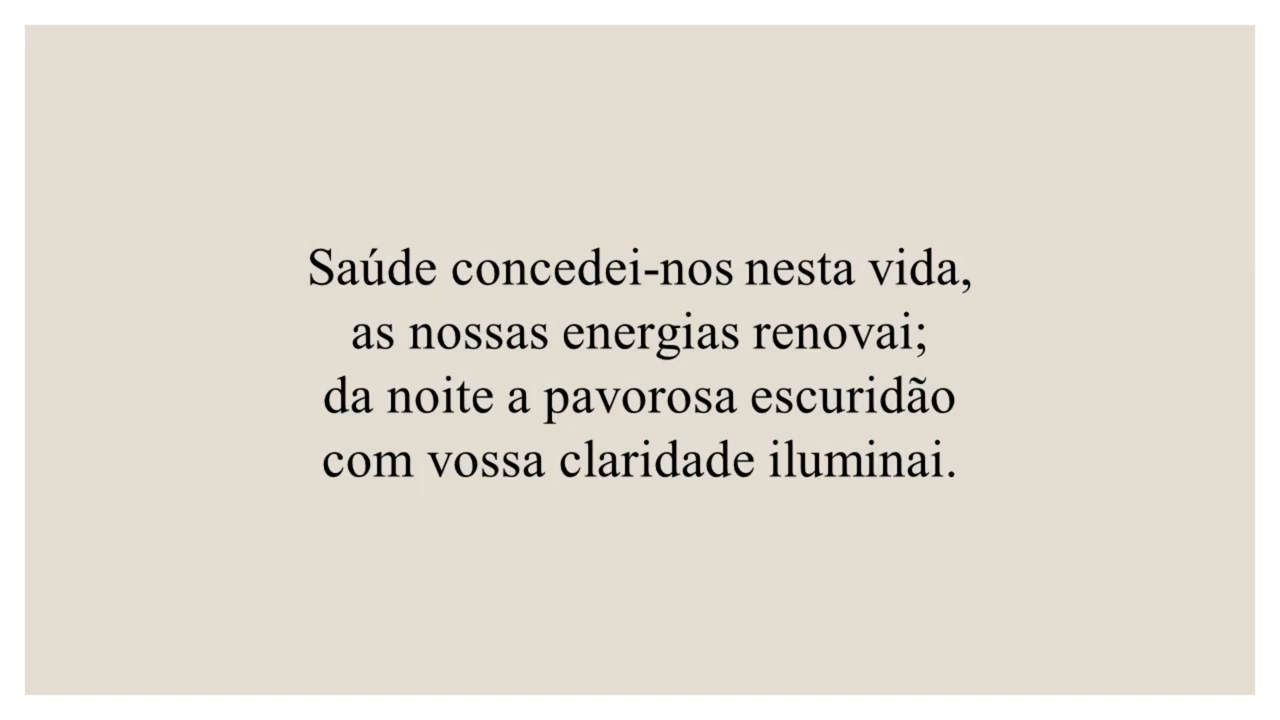 Saúde concedei-nos nesta vida,
as nossas energias renovai;
da noite a pavorosa escuridão
com vossa claridade iluminai.